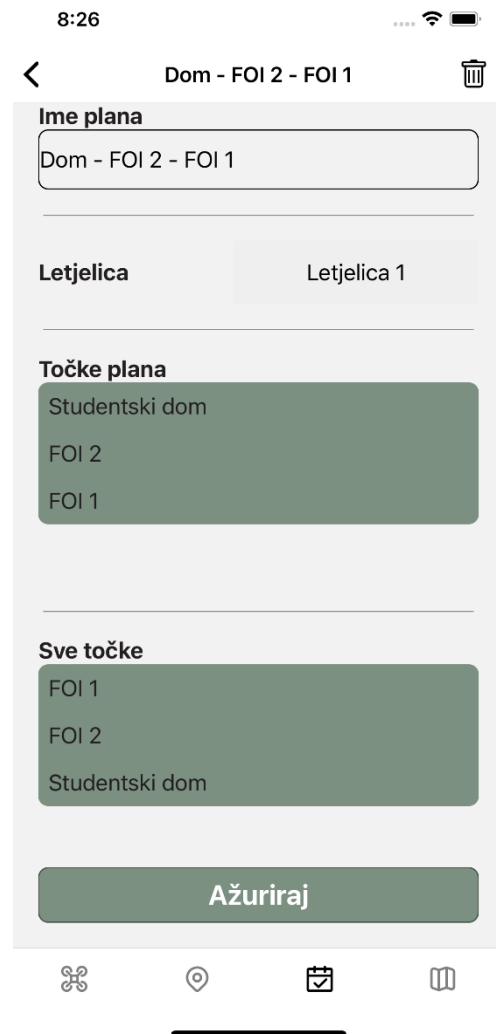 8:26
Dom - FOI 2 - FOI 1
Ime plana
Dom - FOI 2 - FOI 1
Letjelica
Letjelica 1
Točke plana
Studentski dom
FOI 2
FOI 1
Sve točke
FOI 1
FOI 2
Studentski dom
Ažuriraj